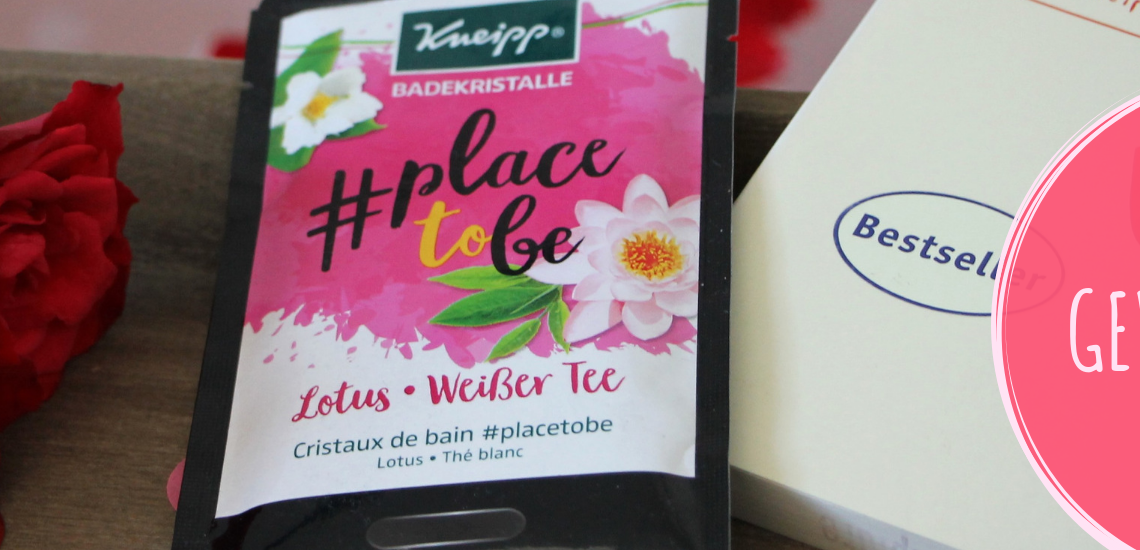 Kneipp®
BADEKRISTALLE
#place
tobe
Lotus • Weißer Tee
Cristaux de bain #placetobe
Lotus • Thé blanc
Bestseller